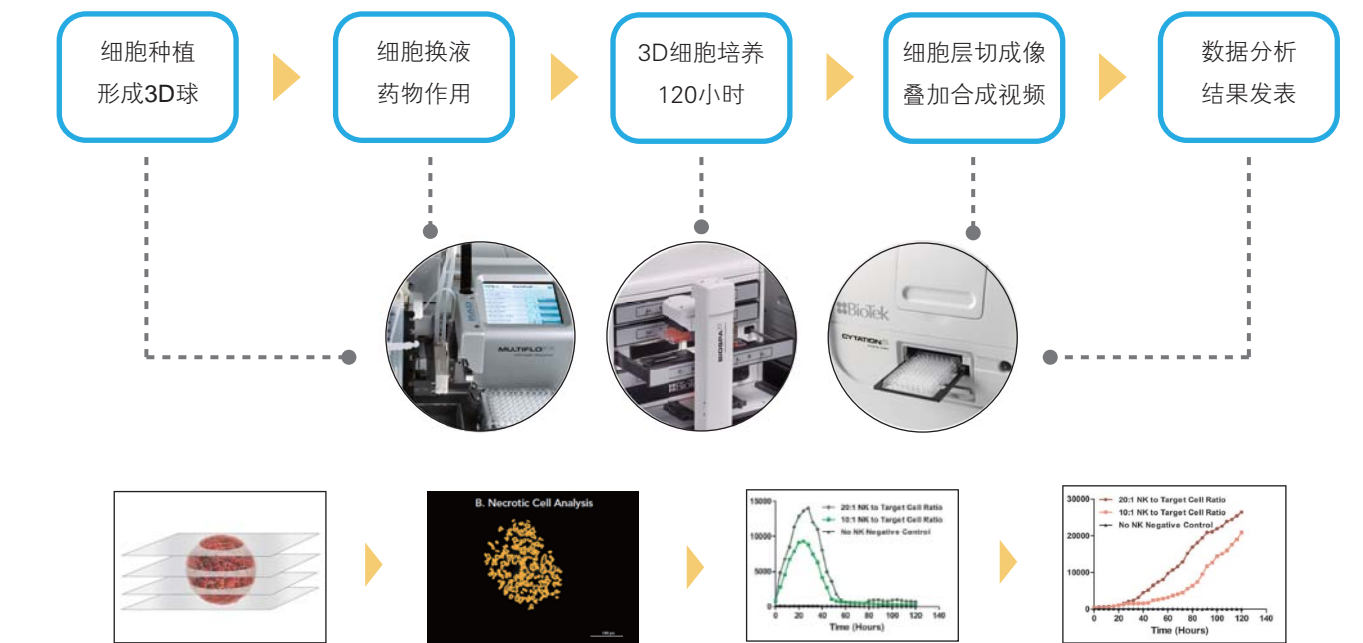 细胞种植
形成3D球
细胞换液
药物作用
3D细胞培养
120小时
细胞层切成像
叠加合成视频
数据分析
结果发表
MULTIFLO
BIOSPA
BioTek
BioTek
CYTATION
B. Necrotic Cell Analysis
15000
10000
5000
0
20:1 NK to Target Cell Ratio
10:1 NK to Target Cell Ratio
No NK Negative Control
0 20 40 60 80 100 120 140
Time (Hours)
30000
20000
10000
0
20:1 NK to Target Cell Ratio
10:1 NK to Target Cell Ratio
No NK Negative Control
0 20 40 60 80 100 120 140
Time (Hours)